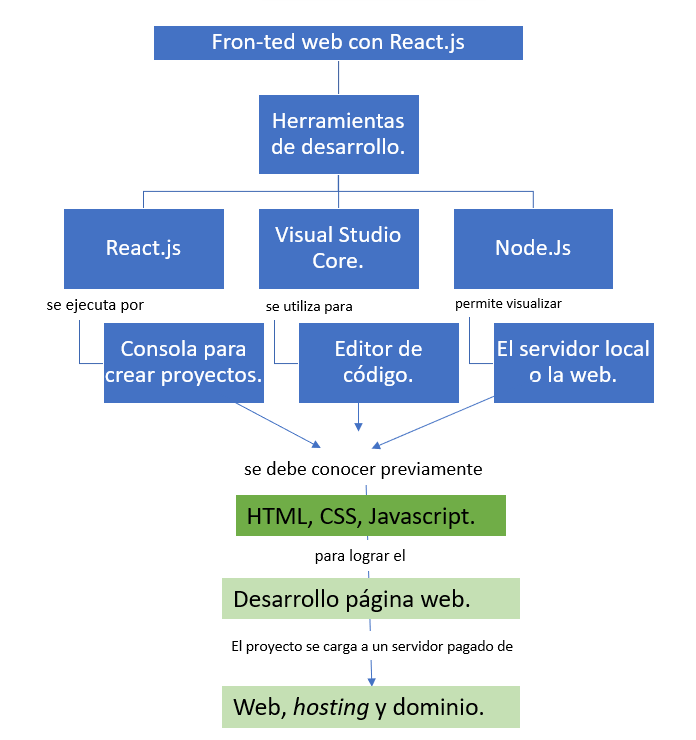 Fron-ted web con React.js
Herramientas
de desarrollo.
React.js
Visual Studio
Core.
Node.Js
se ejecuta por
se utiliza para
permite visualizar
Consola para
crear proyectos.
Editor de
código.
El servidor local
o la web.
se debe conocer previamente
HTML, CSS, Javascript.
para lograr el
Desarrollo página web.
El proyecto se carga a un servidor pagado de
Web, hosting y dominio.